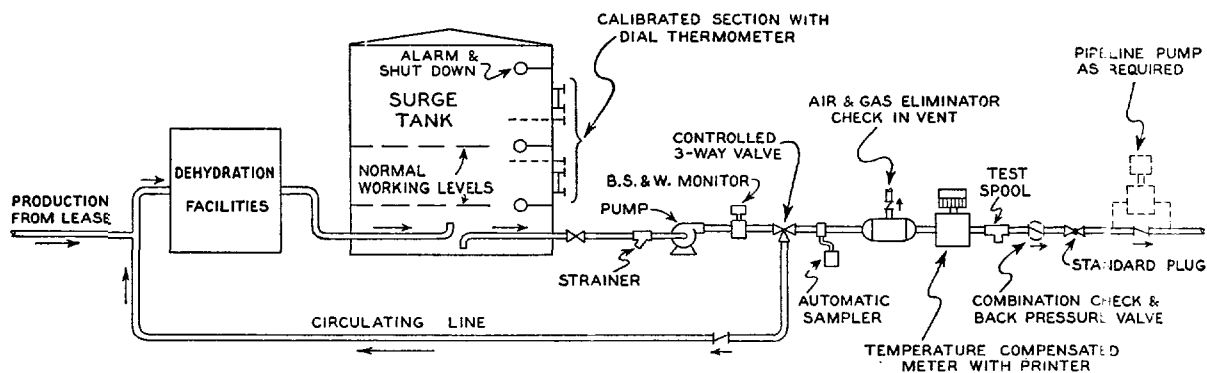 CALIBRATED SECTION WITH
DIAL THERMOMETER
ALARM &
SHUT DOWN
SURGE
TANK
NORMAL
WORKING LEVELS
DEHYDRATION
FACILITIES
PRODUCTION
FROM LEASE
PUMP
B.S.& W. MONITOR
CONTROLLED
3-WAY VALVE
AIR & GAS ELIMINATOR
CHECK IN VENT
PIPELINE PUMP
AS REQUIRED
TEST
SPOOL
STRAINER
AUTOMATIC
SAMPLER
STANDARD PLUG
COMBINATION CHECK &
BACK PRESSURE VALVE
TEMPERATURE COMPENSATED
METER WITH PRINTER
CIRCULATING LINE